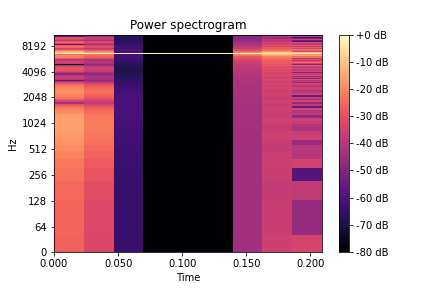 Power spectrogram
8192
4096
2048
1024
512
256
128
64
0
Hz
0.000 0.050 0.100 0.150 0.200
Time
+0 dB
-10 dB
-20 dB
-30 dB
-40 dB
-50 dB
-60 dB
-70 dB
-80 dB